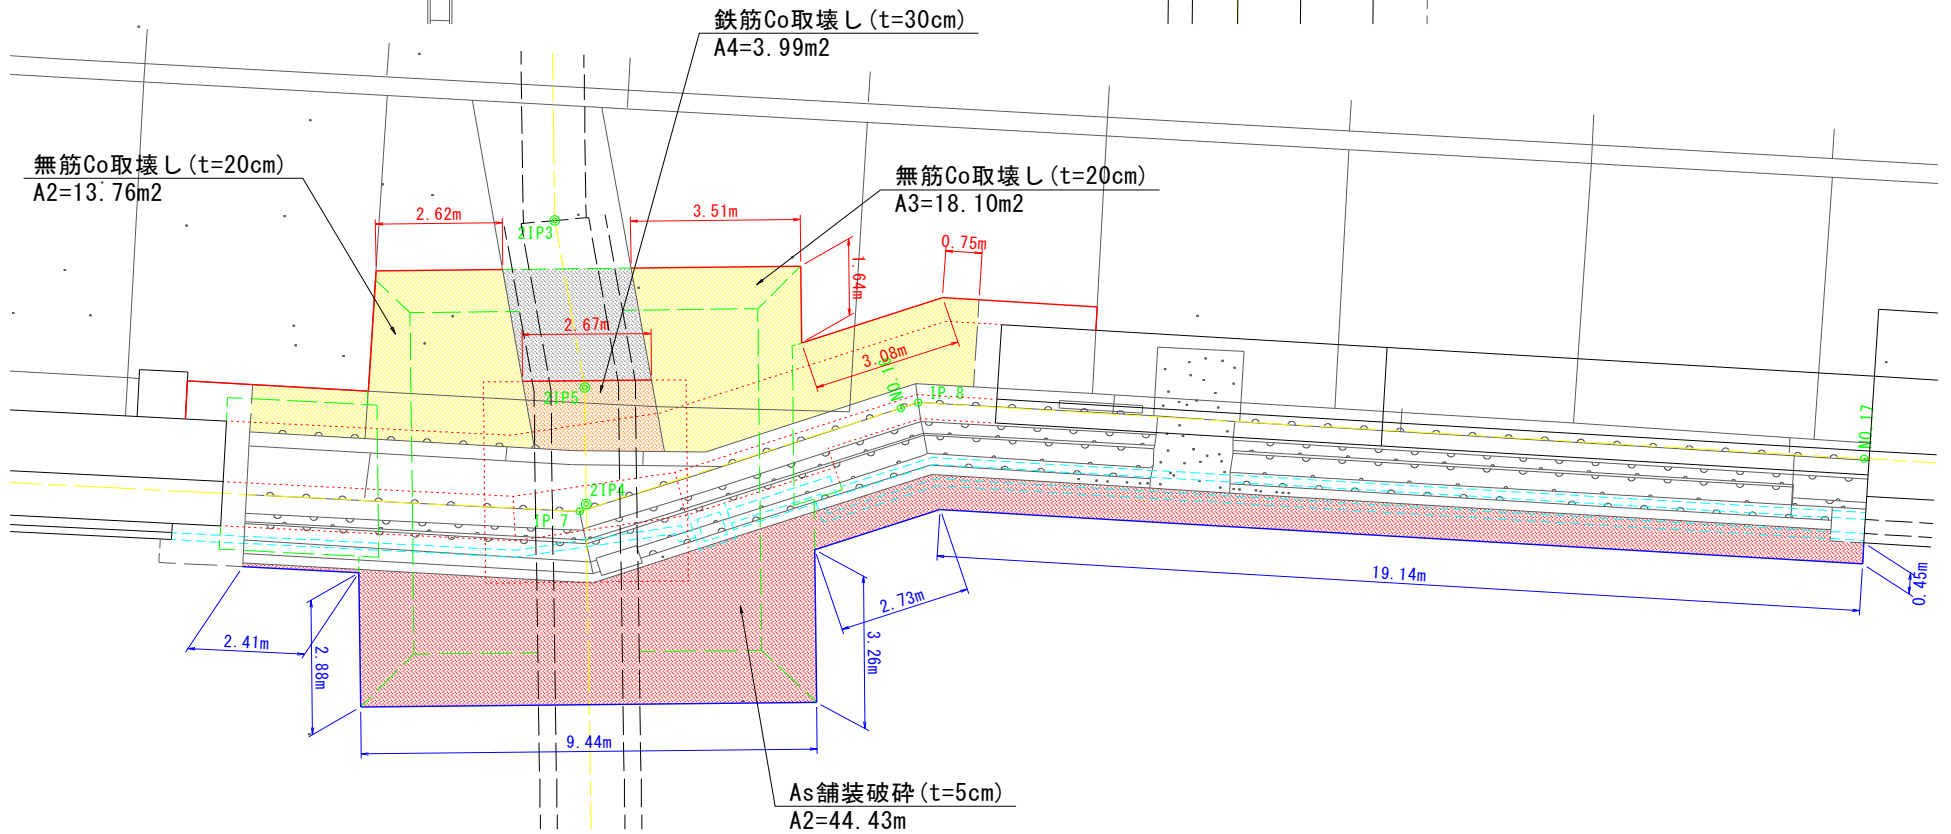 鉄筋Co取壊し(t=30cm)
A4=3.99m2
無筋Co取壊し(t=20cm)
A2=13.76m2
無筋Co取壊し(t=20cm)
A3=18.10m2
2.62m
3.51m
2IP3
1.64m
0.75m
2.67m
3.08m
2IP5
IP.8
NO.17
2IP4
IP.7
19.14m
0.45m
2.73m
3.26m
2.41m
2.88m
9.44m
As舗装破砕(t=5cm)
A2=44.43m